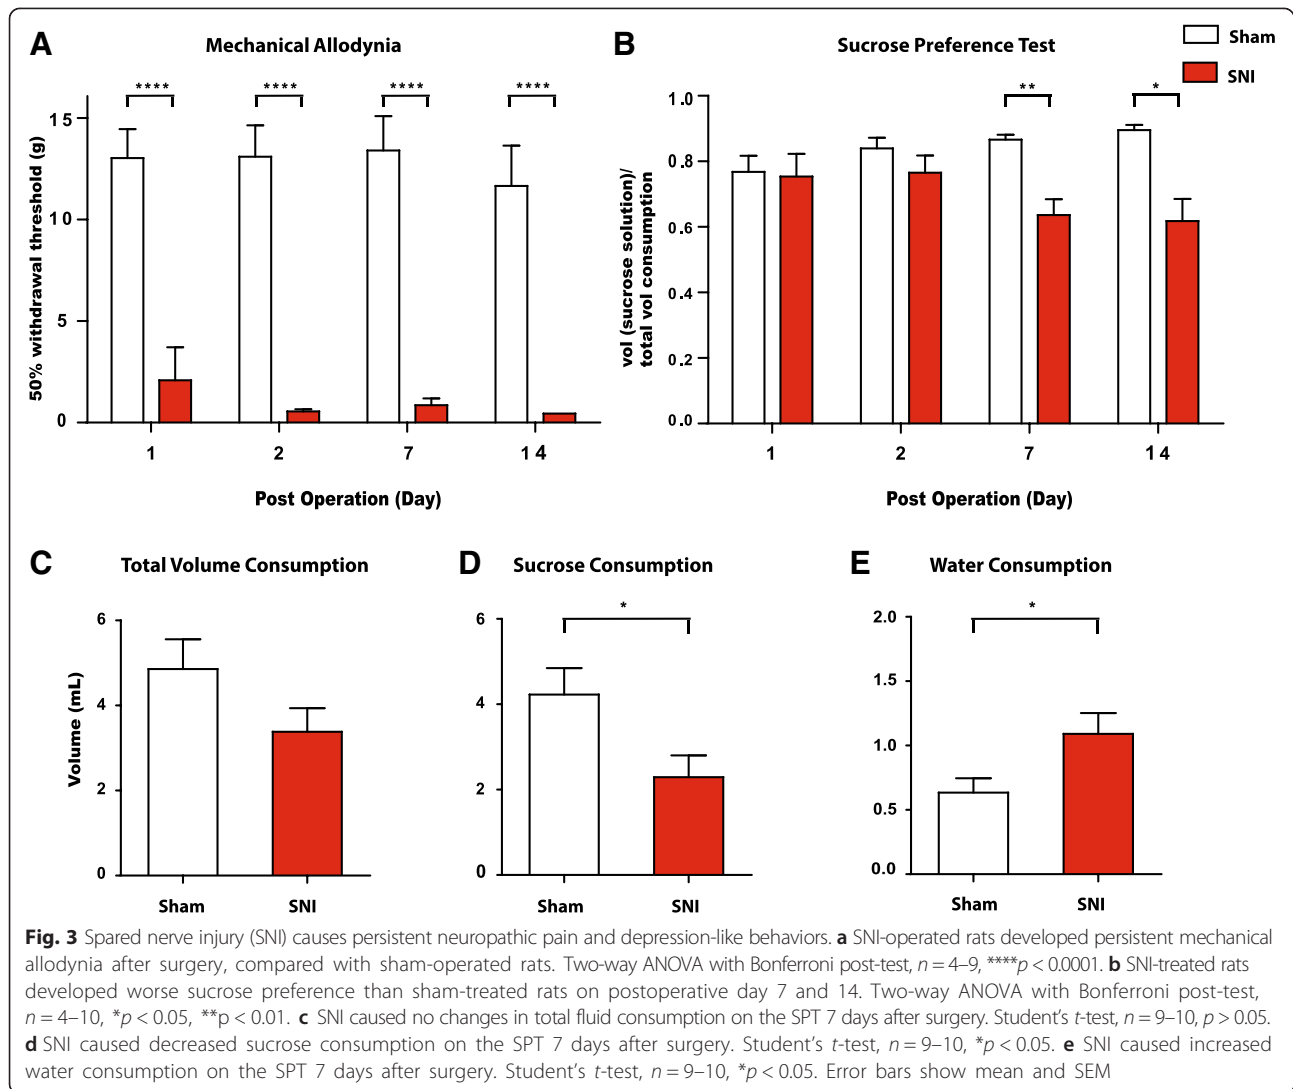 A Mechanical Allodynia
**** **** **** ****
50% withdrawal threshold (g)
15
10
5
0
1 2 7 14
Post Operation (Day)
B Sucrose Preference Test
Sham
SNI
** *
vol (sucrose solution)/
total vol consumption
1.0
0.8
0.6
0.4
0.2
0.0
1 2 7 14
Post Operation (Day)
C Total Volume Consumption
Volume (mL)
6
4
2
0
Sham SNI
D Sucrose Consumption
*
6
4
2
0
Sham SNI
E Water Consumption
*
2.0
1.5
1.0
0.5
0.0
Sham SNI
Fig. 3 Spared nerve injury (SNI) causes persistent neuropathic pain and depression-like behaviors. a SNI-operated rats developed persistent mechanical
allodynia after surgery, compared with sham-operated rats. Two-way ANOVA with Bonferroni post-test, n = 4–9, ****p < 0.0001. b SNI-treated rats
developed worse sucrose preference than sham-treated rats on postoperative day 7 and 14. Two-way ANOVA with Bonferroni post-test,
n = 4–10, *p < 0.05, **p < 0.01. c SNI caused no changes in total fluid consumption on the SPT 7 days after surgery. Student's t-test, n = 9–10, p > 0.05.
d SNI caused decreased sucrose consumption on the SPT 7 days after surgery. Student's t-test, n = 9–10, *p < 0.05. e SNI caused increased
water consumption on the SPT 7 days after surgery. Student's t-test, n = 9–10, *p < 0.05. Error bars show mean and SEM